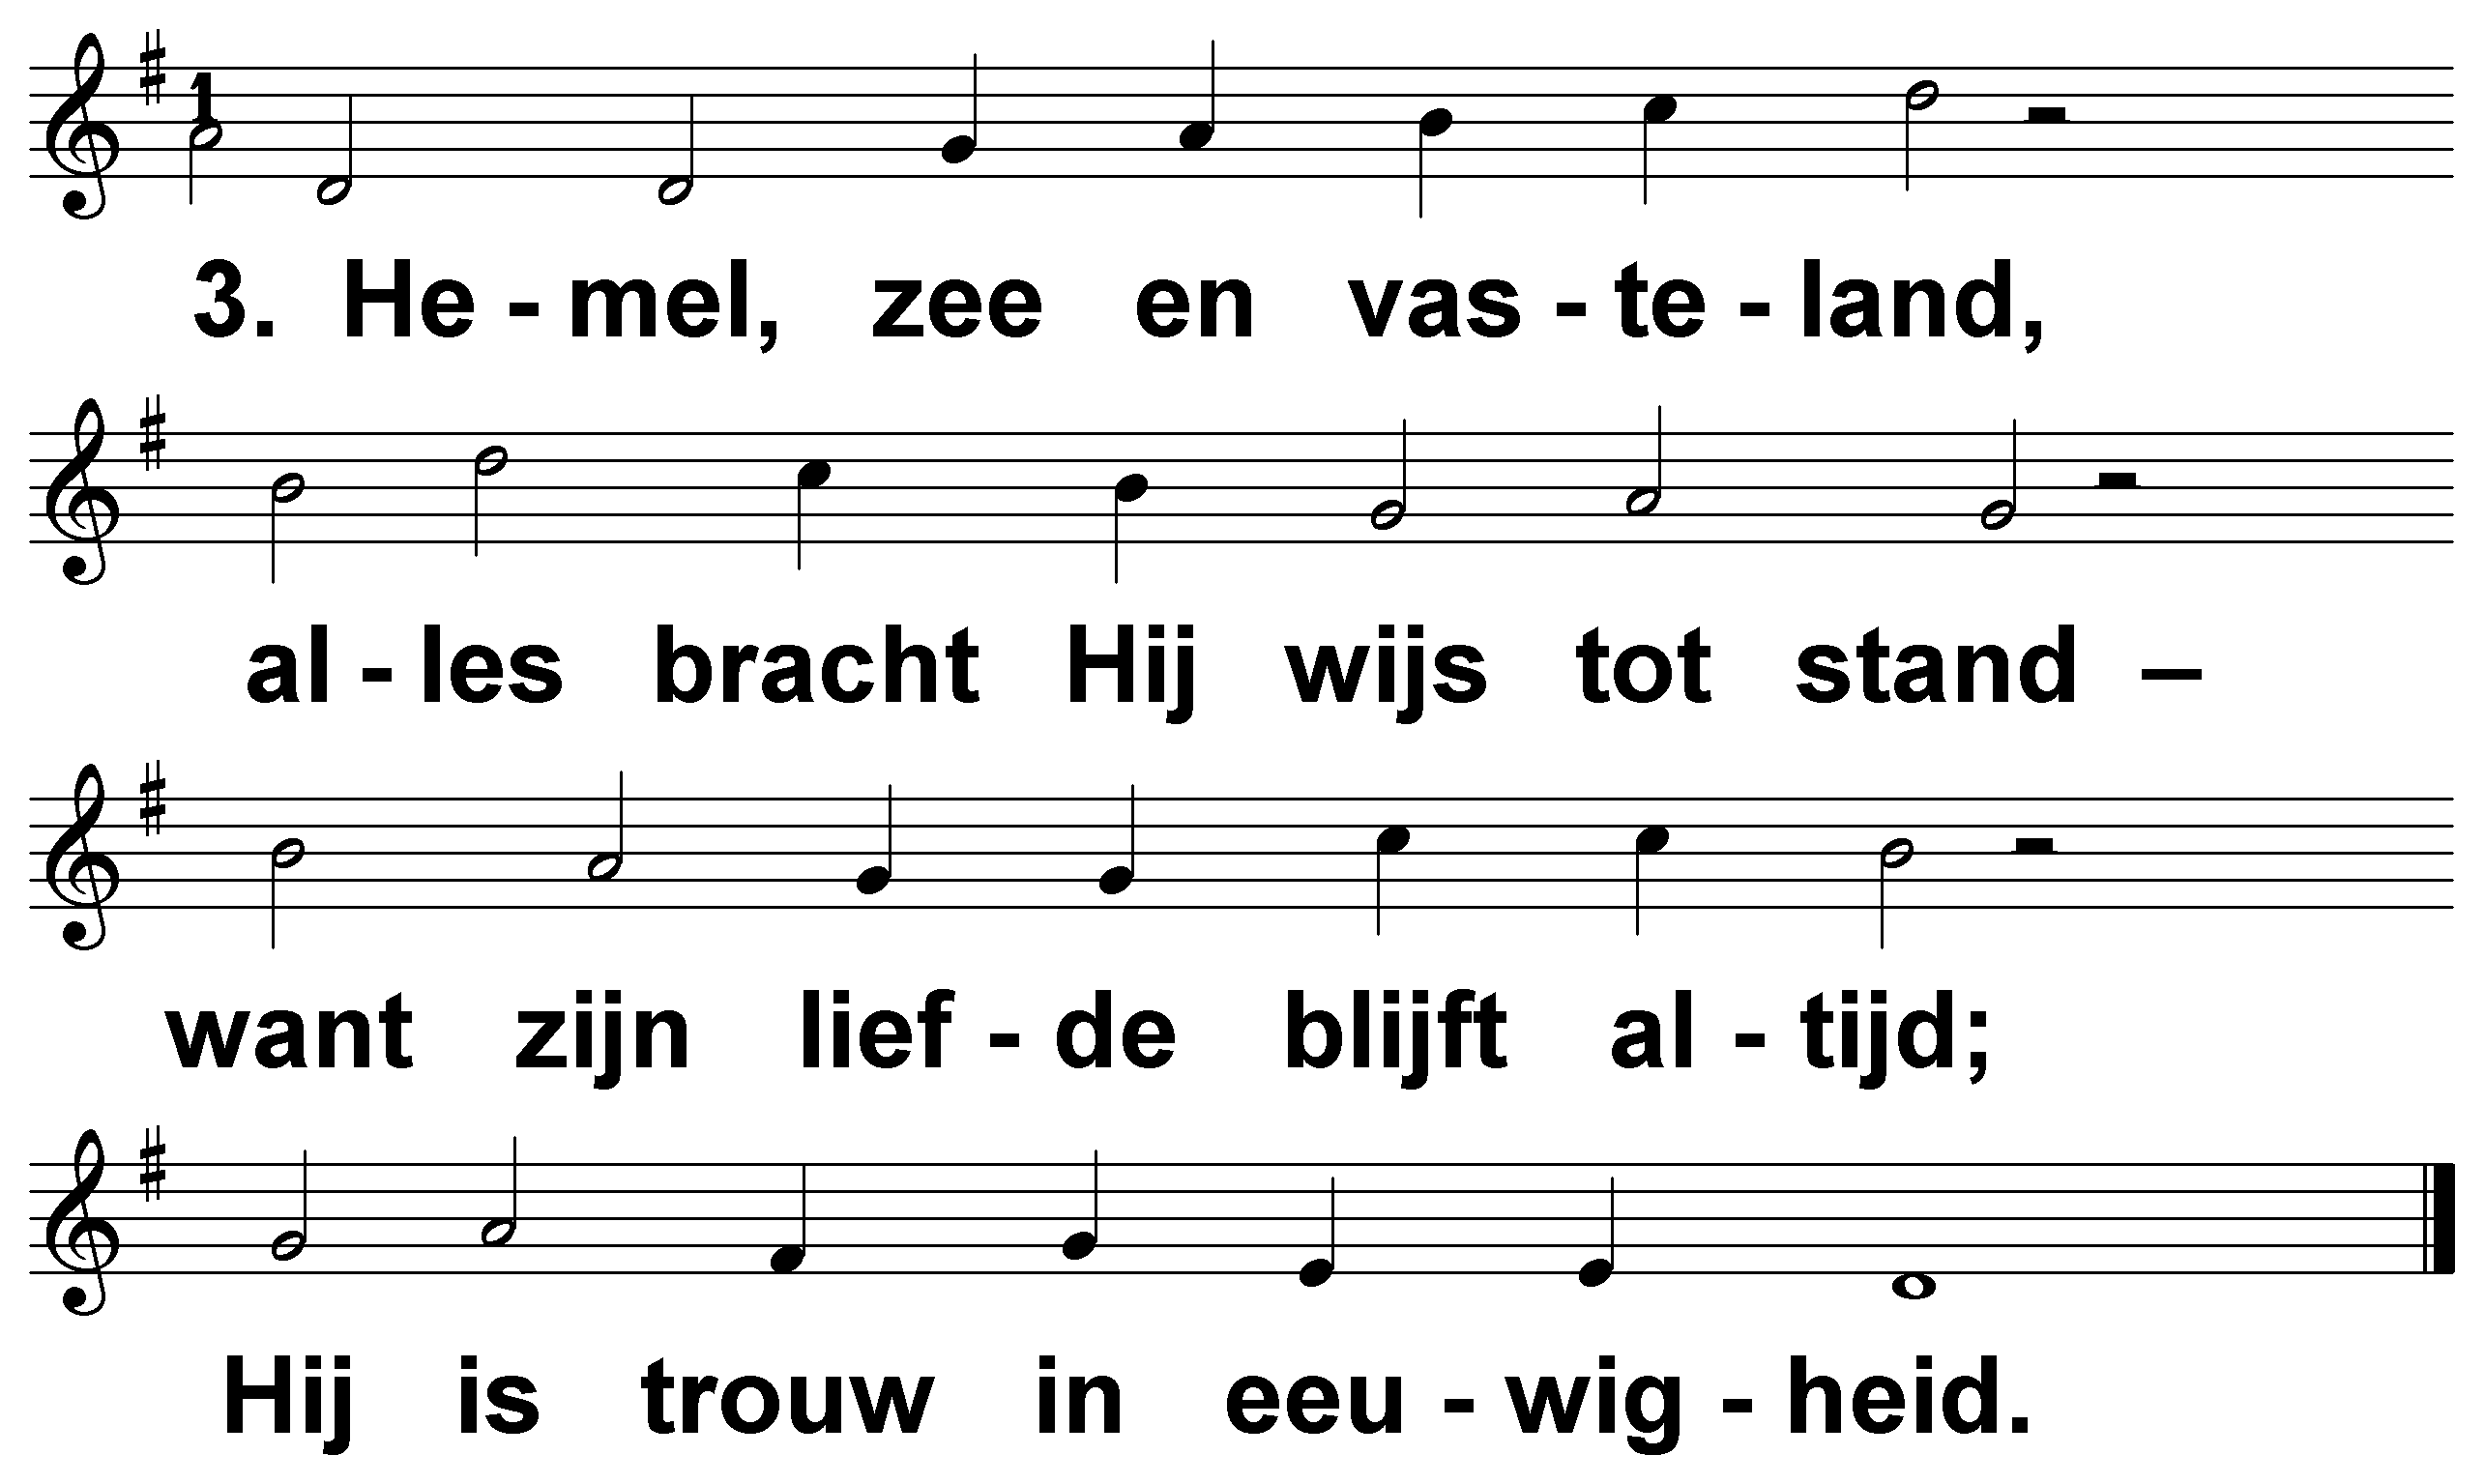 1
3. He - mel, zee en vas - te - land,
al - les bracht Hij wijs tot stand –
want zijn lief - de blijft al - tijd;
Hij is trouw in eeu - wig - heid.